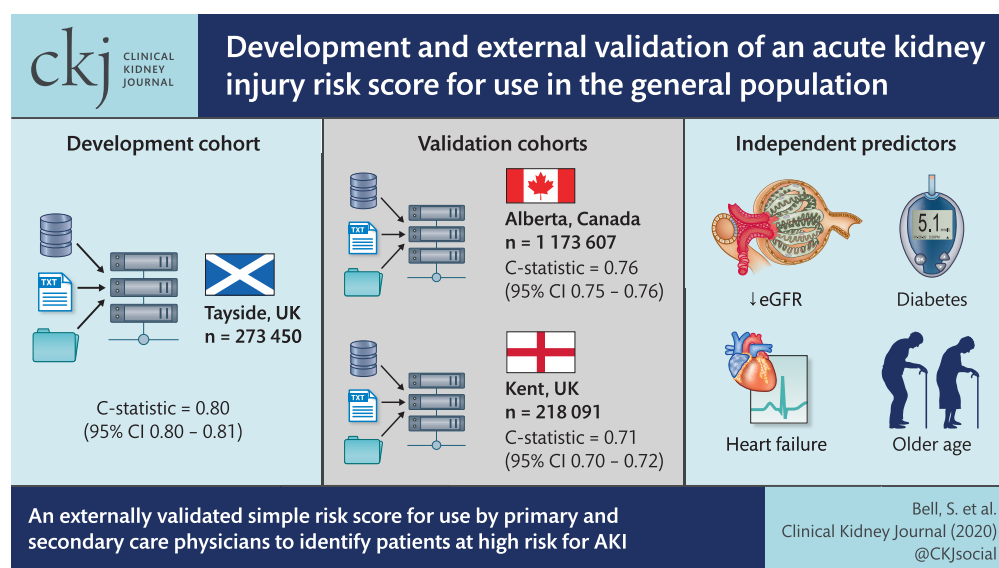 ckj
CLINICAL
KIDNEY
JOURNAL
Development and external validation of an acute kidney
injury risk score for use in the general population
Development cohort
TXT
Tayside, UK
n = 273 450
C-statistic = 0.80
(95% CI 0.80 – 0.81)
Validation cohorts
TXT
Alberta, Canada
n = 1 173 607
C-statistic = 0.76
(95% CI 0.75 – 0.76)
TXT
Kent, UK
n = 218 091
C-statistic = 0.71
(95% CI 0.70 – 0.72)
Independent predictors
5.1
↓eGFR
Diabetes
Heart failure
Older age
An externally validated simple risk score for use by primary and
secondary care physicians to identify patients at high risk for AKI
Bell, S. et al.
Clinical Kidney Journal (2020)
@CKJsocial